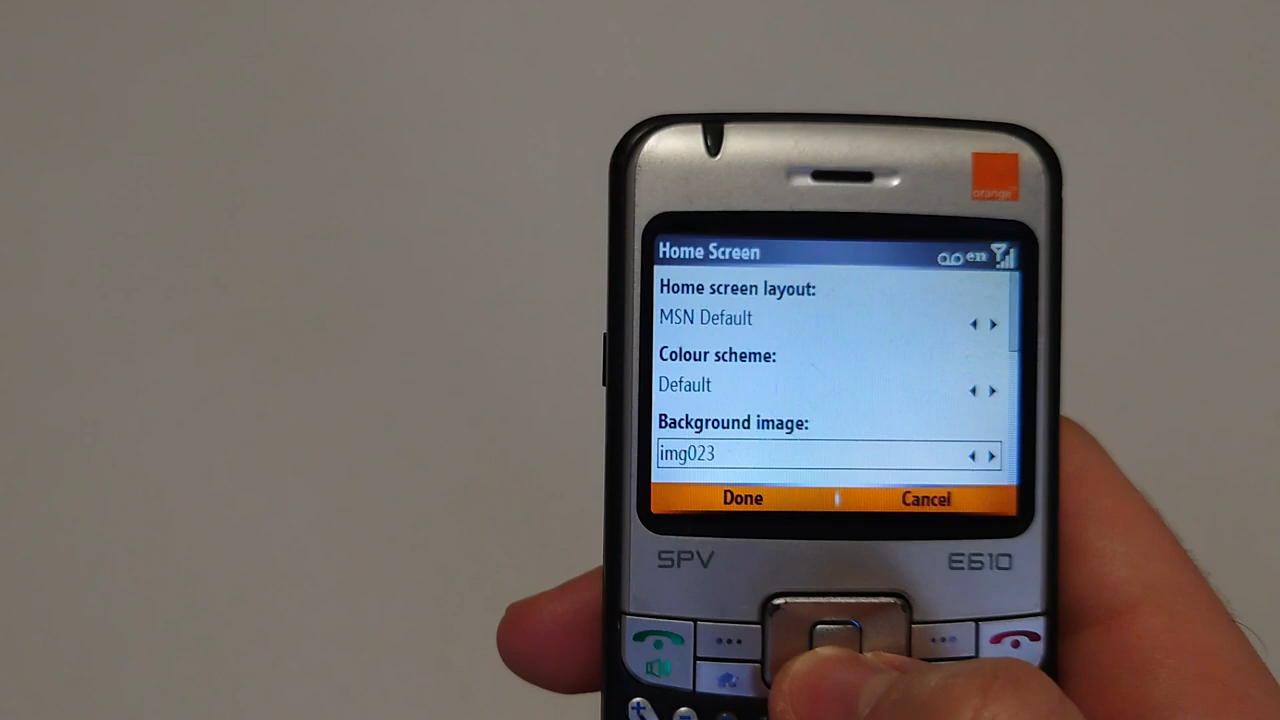 orange
Home Screen
en
Home screen layout:
MSN Default
Colour scheme:
Default
Background image:
img023
Done
Cancel
SPV
E610